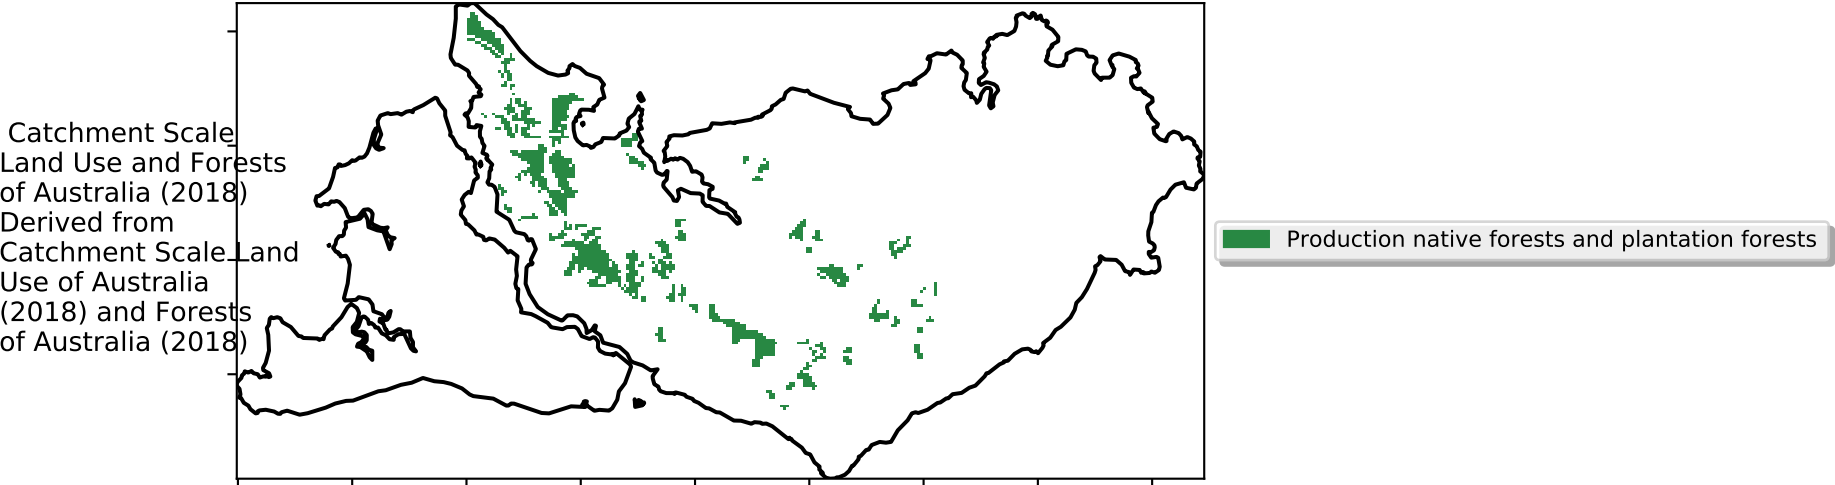 Catchment Scale
Land Use and Forests
of Australia (2018)
Derived from
Catchment Scale Land
Use of Australia
(2018) and Forests
of Australia (2018)
Production native forests and plantation forests